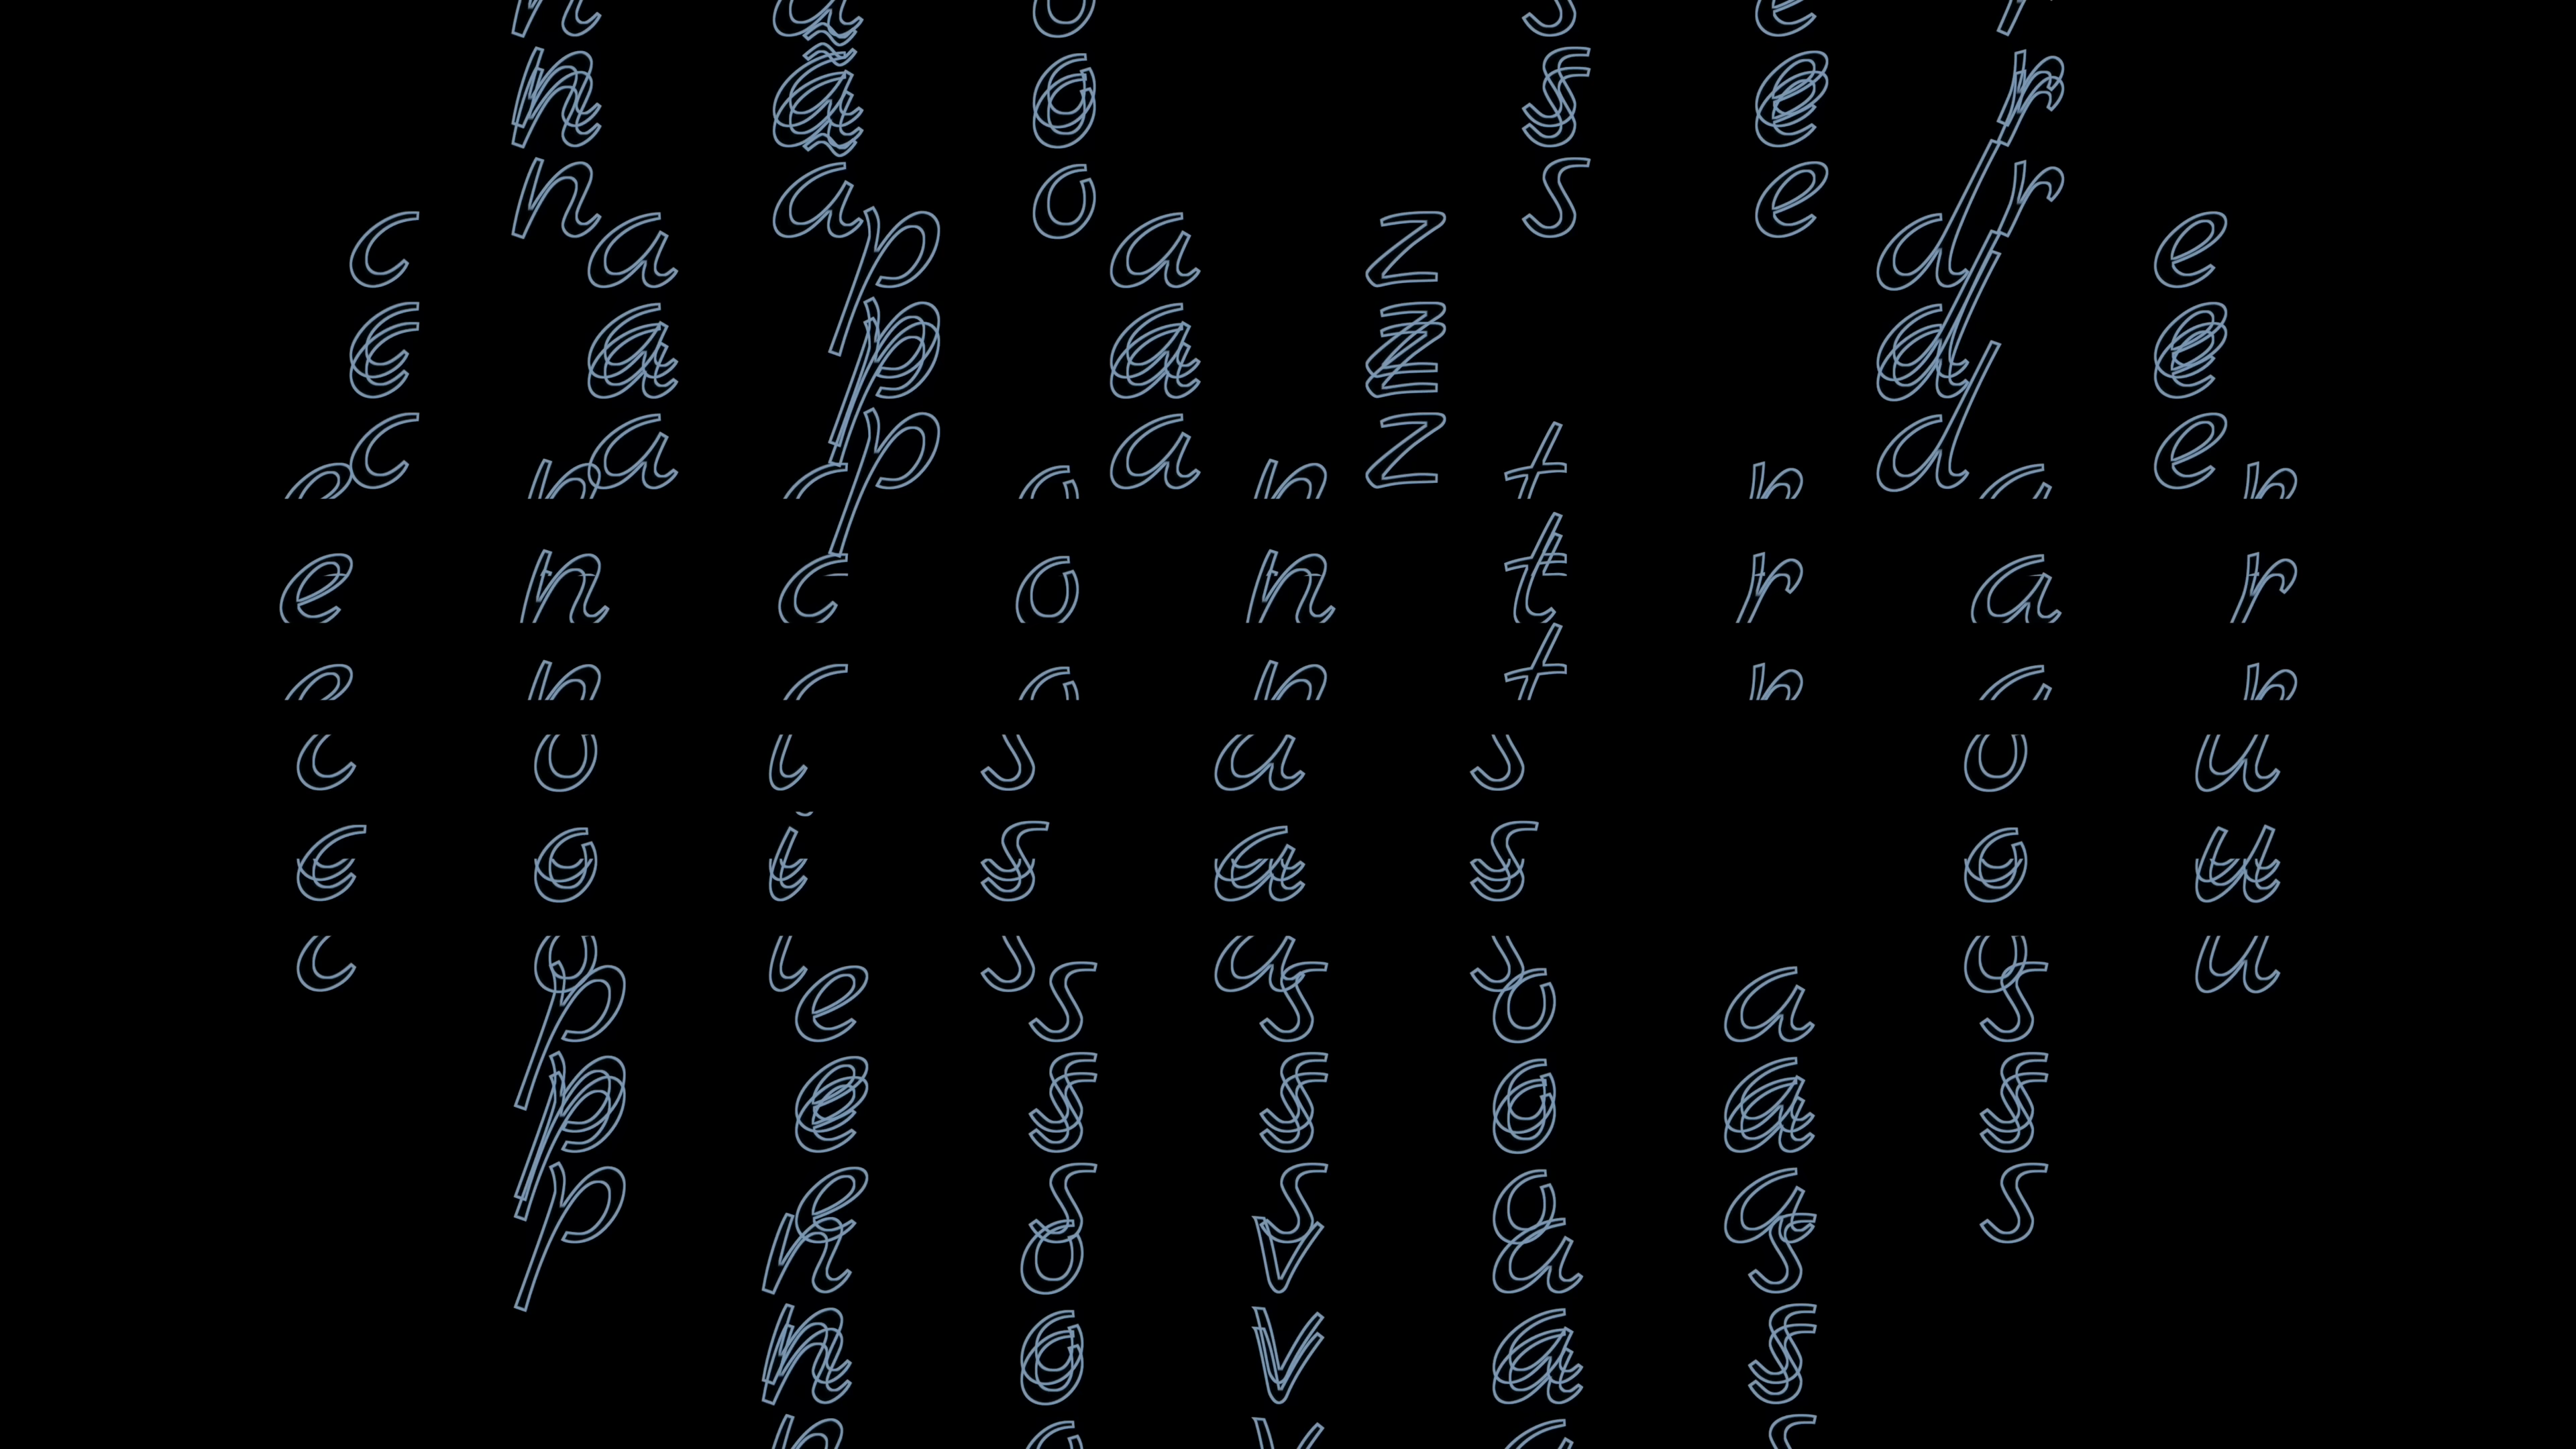 não ser
capaz de
encontrar
coisas ou
pessoas
novas